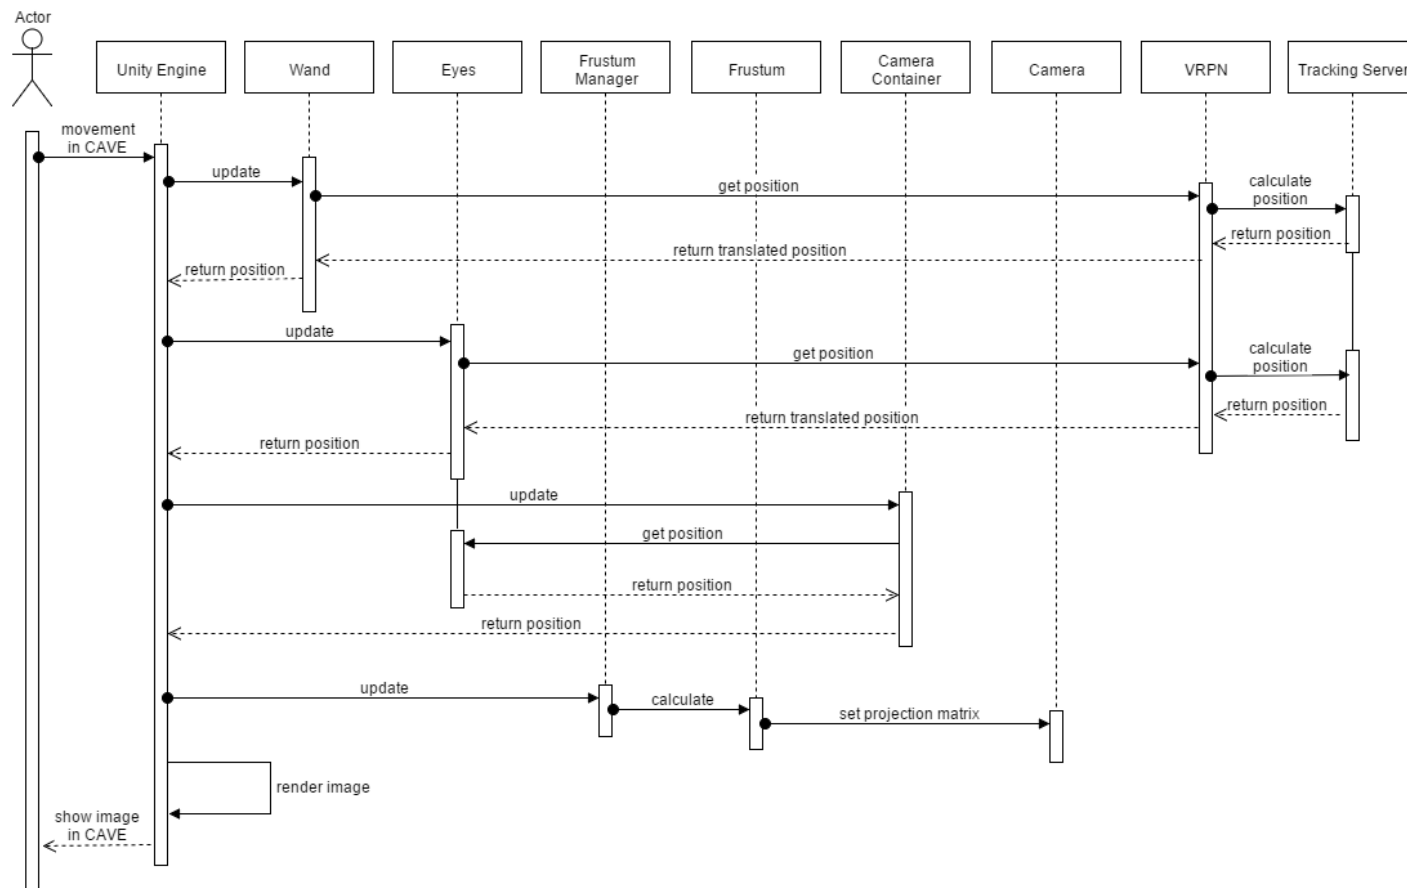 Actor
Unity Engine
Wand
Eyes
Frustum
Manager
Frustum
Camera
Container
Camera
VRPN
Tracking Server
movement
in CAVE
update
get position
calculate
position
return position
return translated position
return position
update
get position
calculate
position
return position
return translated position
return position
update
get position
return position
return position
update
calculate
set projection matrix
render image
show image
in CAVE